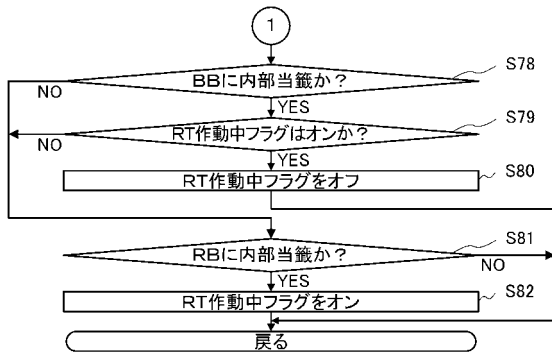 1
BBに内部当籤か？
S78
NO
YES
RT作動中フラグはオンか？
S79
NO
YES
RT作動中フラグをオフ
S80
RBに内部当籤か？
S81
NO
YES
RT作動中フラグをオン
S82
戻る